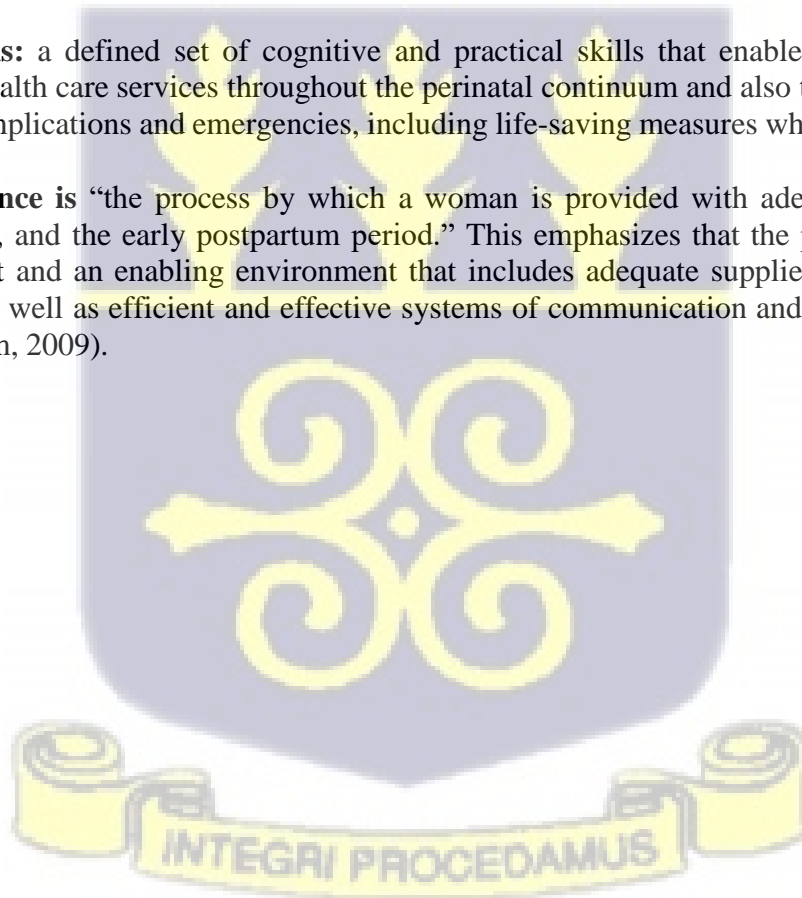 ls: a defined set of cognitive and practical skills that enable
alth care services throughout the perinatal continuum and also t
mplications and emergencies, including life-saving measures wh
nce is “the process by which a woman is provided with ade
, and the early postpartum period.” This emphasizes that the p
t and an enabling environment that includes adequate supplie
well as efficient and effective systems of communication and
n, 2009).
INTEGRI PROCEDAMUS